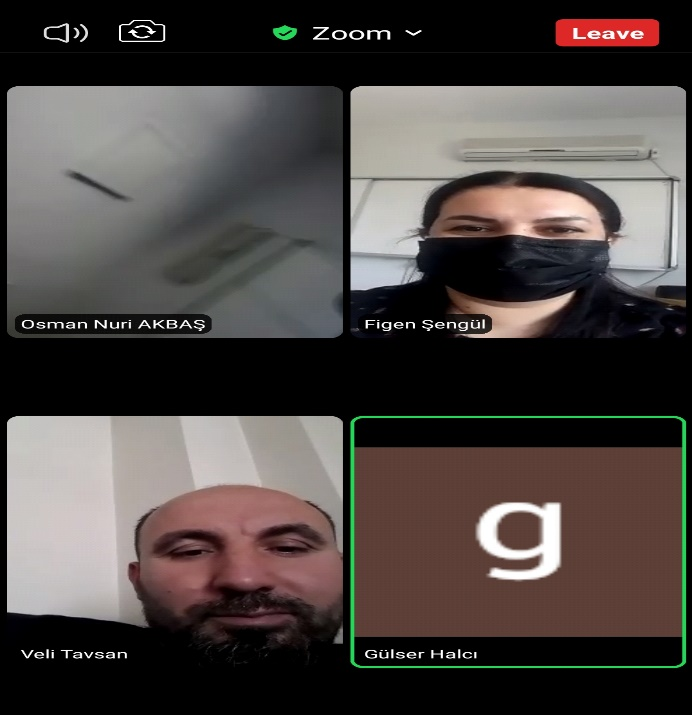 Zoom
Leave
Osman Nuri AKBAŞ
Figen Şengül
g
Veli Tavsan
Gülser Halcı